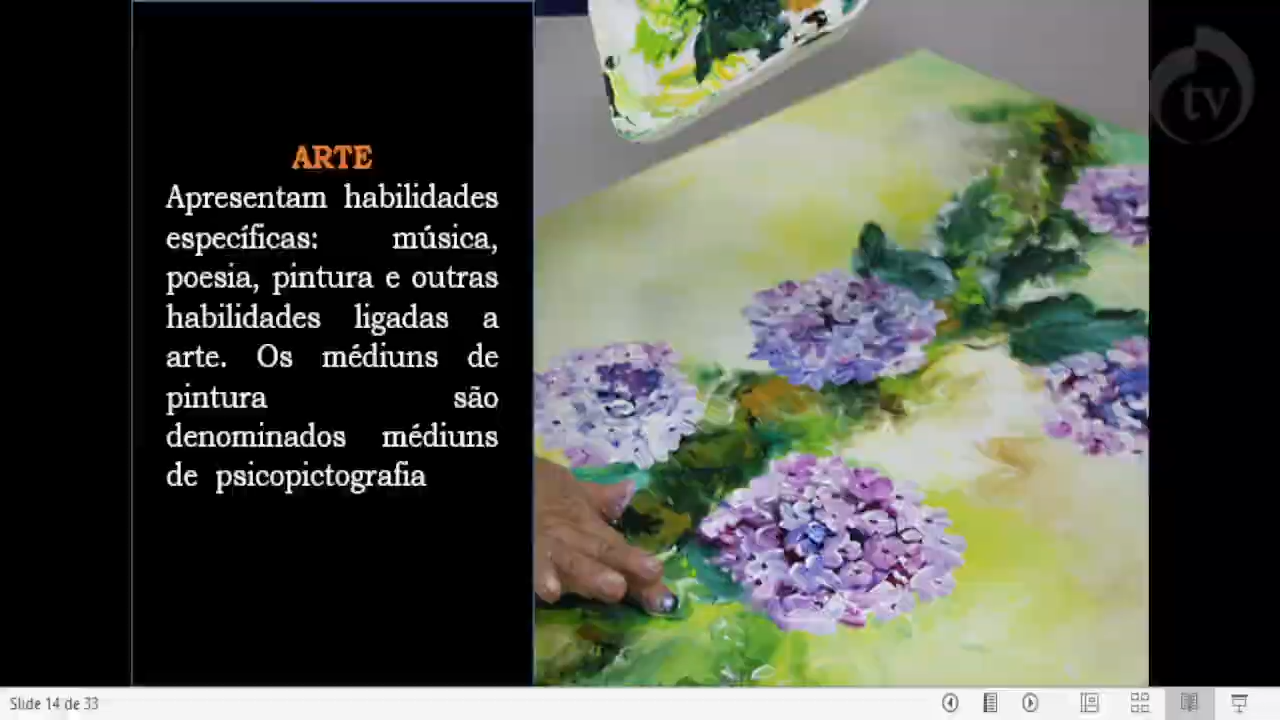 tv
ARTE
Apresentam habilidades
específicas: música,
poesia, pintura e outras
habilidades ligadas a
arte. Os médiuns de
pintura são
denominados médiuns
de psicopictografia
Slide 14 de 33